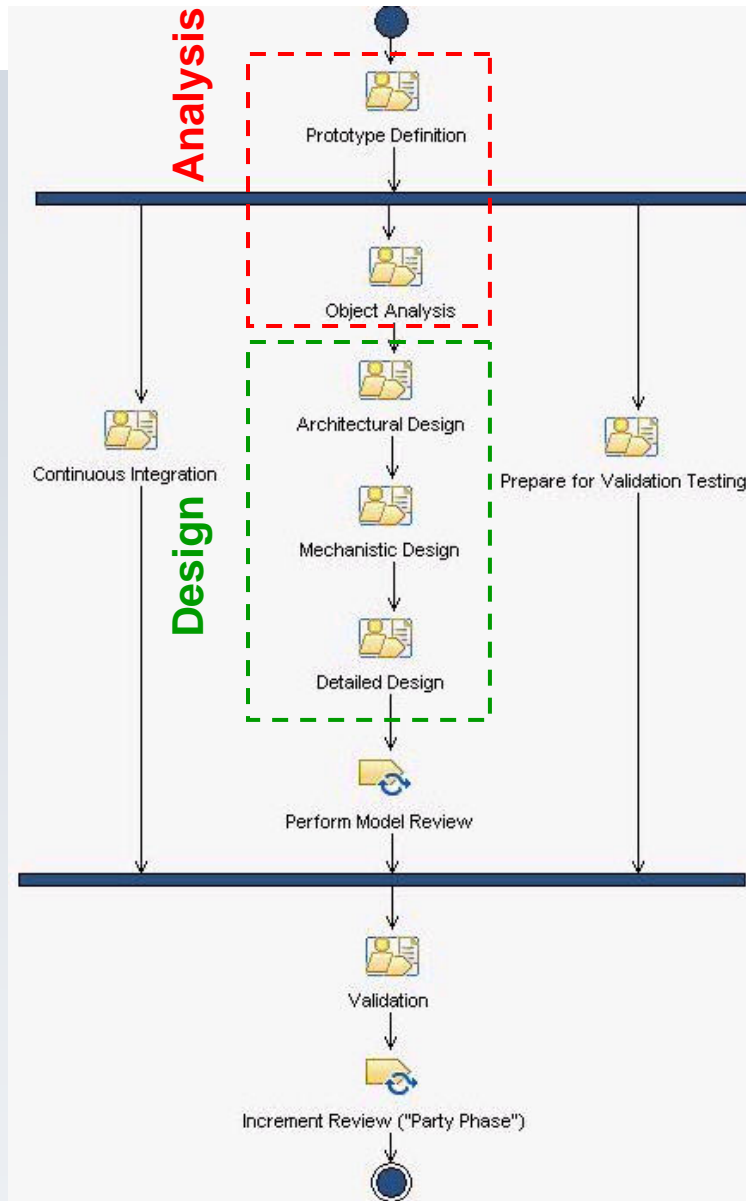 Analysis
Prototype Definition
Object Analysis
Architectural Design
Continuous Integration
Prepare for Validation Testing
Design
Mechanistic Design
Detailed Design
Perform Model Review
Validation
Increment Review ("Party Phase")